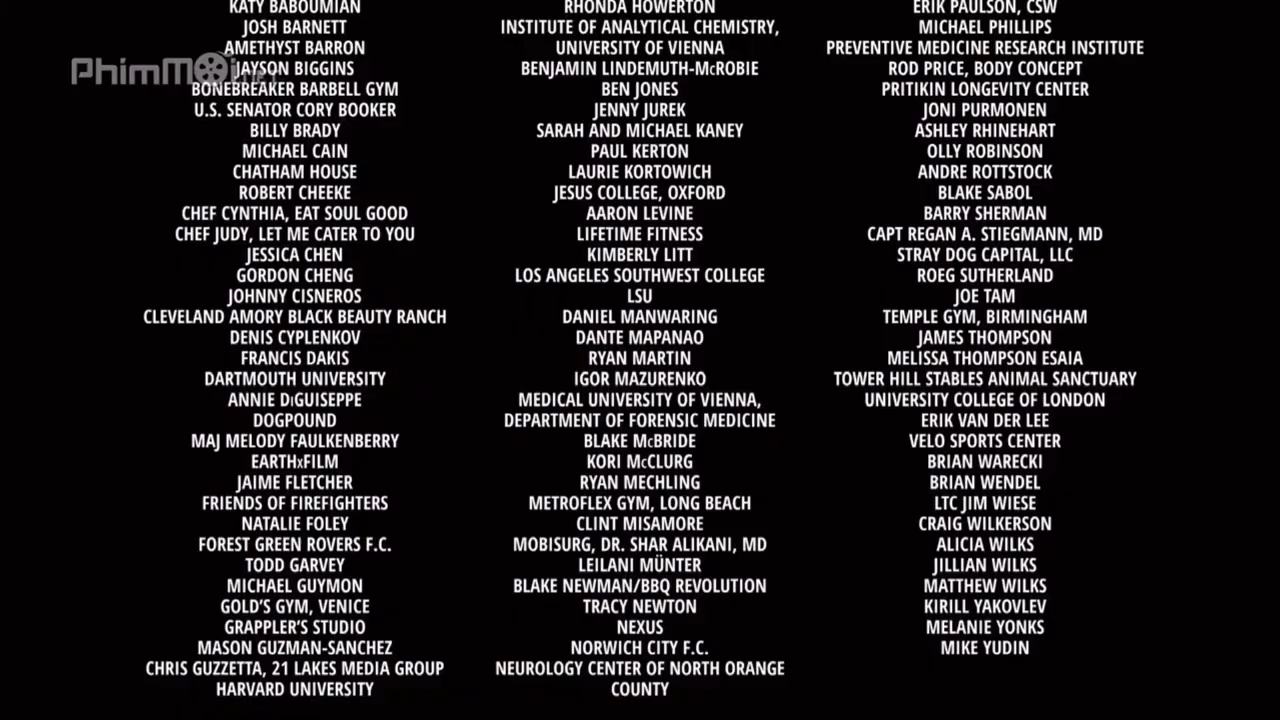 KATY BABOUMIAN
JOSH BARNETT
AMETHYST BARRON
JAYSON BIGGINS
BONEBREAKER BARBELL GYM
U.S. SENATOR CORY BOOKER
BILLY BRADY
MICHAEL CAIN
CHATHAM HOUSE
ROBERT CHEEKE
CHEF CYNTHIA, EAT SOUL GOOD
CHEF JUDY, LET ME CATER TO YOU
JESSICA CHEN
GORDON CHENG
JOHNNY CISNEROS
CLEVELAND AMORY BLACK BEAUTY RANCH
DENIS CYPLENKOV
FRANCIS DAKIS
DARTMOUTH UNIVERSITY
ANNIE DiGUISEPPE
DOGPOUND
MAJ MELODY FAULKENBERRY
EARTHxFILM
JAIME FLETCHER
FRIENDS OF FIREFIGHTERS
NATALIE FOLEY
FOREST GREEN ROVERS F.C.
TODD GARVEY
MICHAEL GUYMON
GOLD'S GYM, VENICE
GRAPPLER'S STUDIO
MASON GUZMAN-SANCHEZ
CHRIS GUZZETTA, 21 LAKES MEDIA GROUP
HARVARD UNIVERSITY
RHONDA HOWERTON
INSTITUTE OF ANALYTICAL CHEMISTRY,
UNIVERSITY OF VIENNA
BENJAMIN LINDEMUTH-McROBIE
BEN JONES
JENNY JUREK
SARAH AND MICHAEL KANEY
PAUL KERTON
LAURIE KORTOWICH
JESUS COLLEGE, OXFORD
AARON LEVINE
LIFETIME FITNESS
KIMBERLY LITT
LOS ANGELES SOUTHWEST COLLEGE
LSU
DANIEL MANWARING
DANTE MAPANAO
RYAN MARTIN
IGOR MAZURENKO
MEDICAL UNIVERSITY OF VIENNA,
DEPARTMENT OF FORENSIC MEDICINE
BLAKE McBRIDE
KORI McCLURG
RYAN MECHLING
METROFLEX GYM, LONG BEACH
CLINT MISAMORE
MOBISURG, DR. SHAR ALIKANI, MD
LEILANI MÜNTER
BLAKE NEWMAN/BBQ REVOLUTION
TRACY NEWTON
NEXUS
NORWICH CITY F.C.
NEUROLOGY CENTER OF NORTH ORANGE
COUNTY
ERIK PAULSON, CSW
MICHAEL PHILLIPS
PREVENTIVE MEDICINE RESEARCH INSTITUTE
ROD PRICE, BODY CONCEPT
PRITIKIN LONGEVITY CENTER
JONI PURMONEN
ASHLEY RHINEHART
OLLY ROBINSON
ANDRE ROTTSTOCK
BLAKE SABOL
BARRY SHERMAN
CAPT REGAN A. STIEGMANN, MD
STRAY DOG CAPITAL, LLC
ROEG SUTHERLAND
JOE TAM
TEMPLE GYM, BIRMINGHAM
JAMES THOMPSON
MELISSA THOMPSON ESAIA
TOWER HILL STABLES ANIMAL SANCTUARY
UNIVERSITY COLLEGE OF LONDON
ERIK VAN DER LEE
VELO SPORTS CENTER
BRIAN WARECKI
BRIAN WENDEL
LTC JIM WIESE
CRAIG WILKERSON
ALICIA WILKS
JILLIAN WILKS
MATTHEW WILKS
KIRILL YAKOVLEV
MELANIE YONKS
MIKE YUDIN